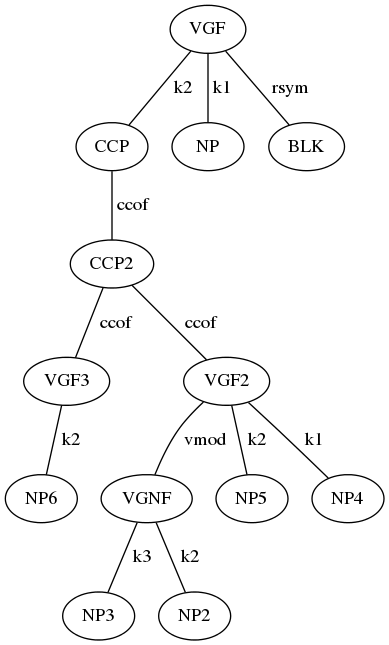 VGF
k2 k1 rsym
CCP NP BLK
ccof
CCP2
ccof ccof
VGF3 VGF2
k2 vmod k2 k1
NP6 VGNF NP5 NP4
k3 k2
NP3 NP2